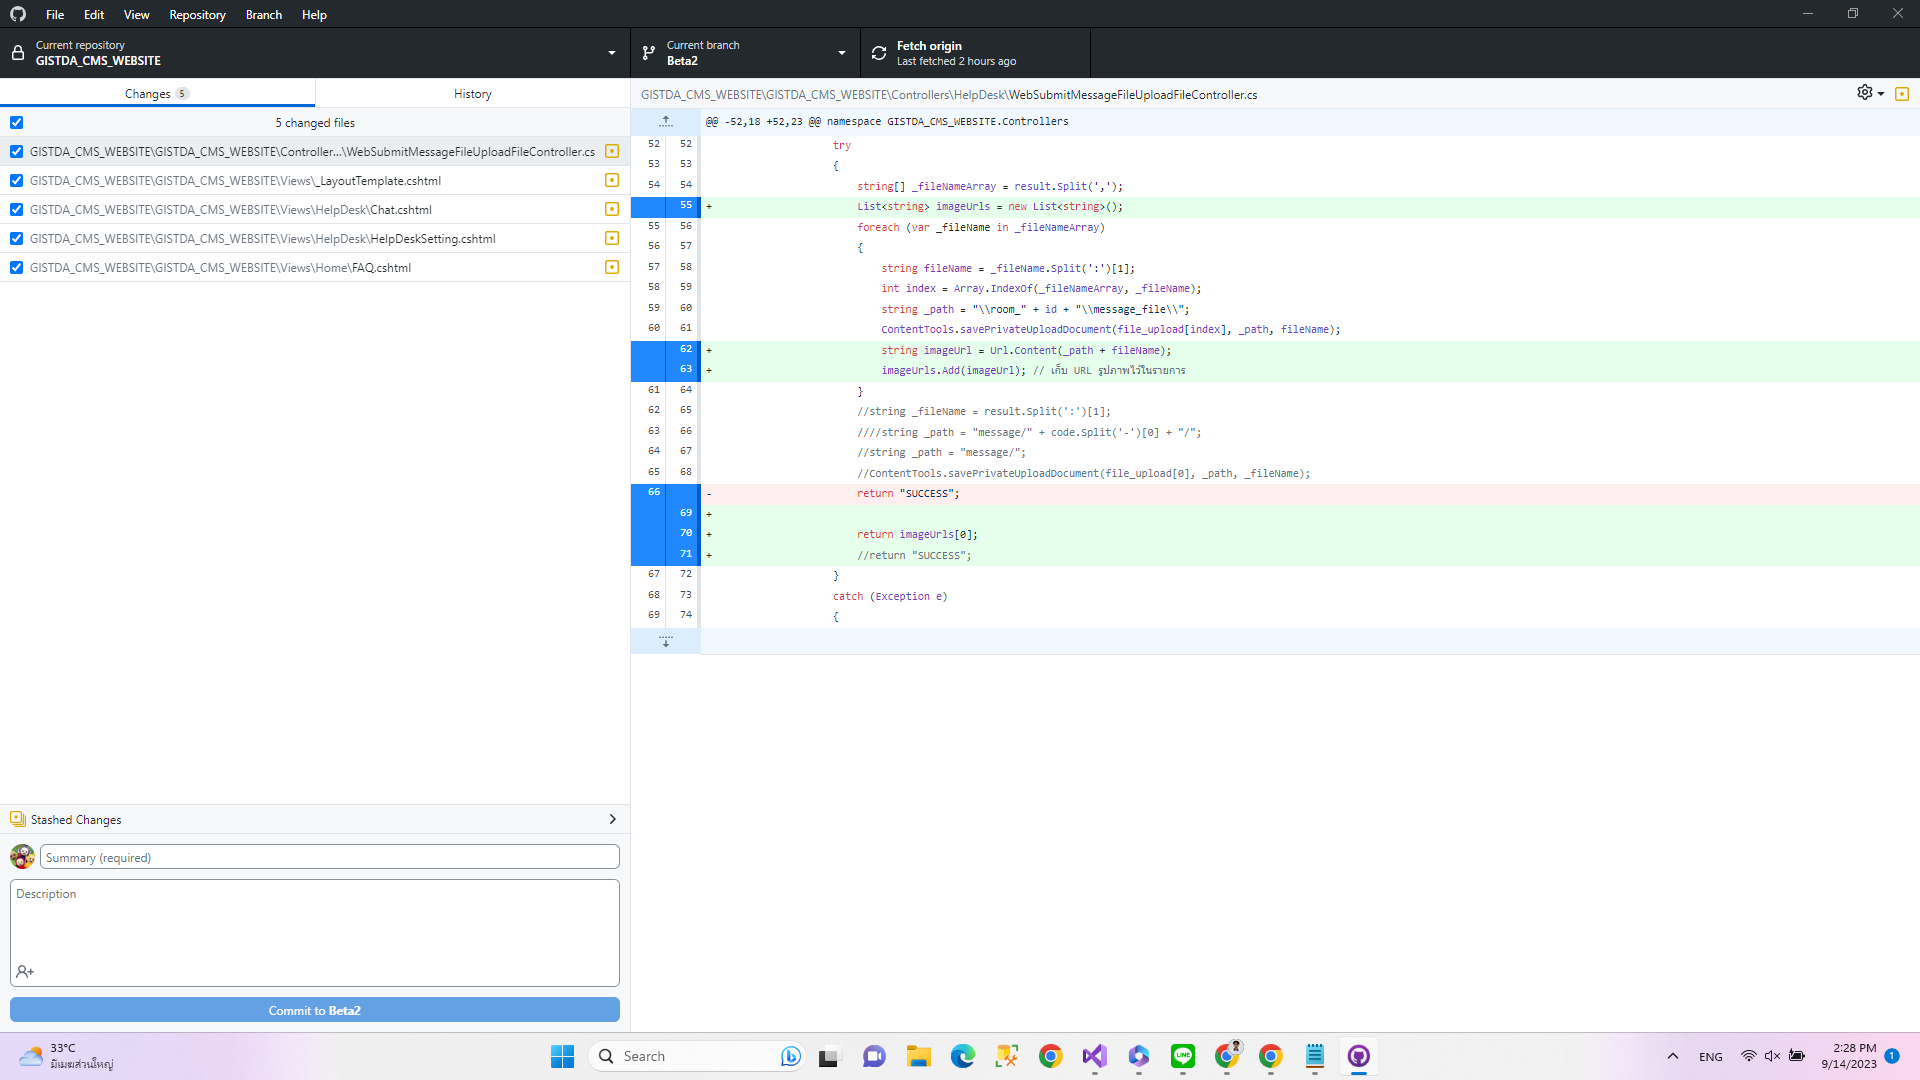 File Edit View Repository Branch Help
Current repository
GISTDA_CMS_WEBSITE
Current branch
Beta2
Fetch origin
Last fetched 2 hours ago
Changes 5
History
5 changed files
GISTDA_CMS_WEBSITE\GISTDA_CMS_WEBSITE\Controller...\WebSubmitMessageFileUploadFileController.cs
GISTDA_CMS_WEBSITE\GISTDA_CMS_WEBSITE\Views\_LayoutTemplate.cshtml
GISTDA_CMS_WEBSITE\GISTDA_CMS_WEBSITE\Views\HelpDesk\Chat.cshtml
GISTDA_CMS_WEBSITE\GISTDA_CMS_WEBSITE\Views\HelpDesk\HelpDeskSetting.cshtml
GISTDA_CMS_WEBSITE\GISTDA_CMS_WEBSITE\Views\Home\FAQ.cshtml
Stashed Changes
Summary (required)
Description
Commit to Beta2
GISTDA_CMS_WEBSITE\GISTDA_CMS_WEBSITE\Controllers\HelpDesk\WebSubmitMessageFileUploadFileController.cs
@@ -52,18 +52,23 @@ namespace GISTDA_CMS_WEBSITE.Controllers
52 52 try
53 53 {
54 54 string[] _fileNameArray = result.Split(',');
55 + List<string> imageUrls = new List<string>();
55 56 foreach (var _fileName in _fileNameArray)
56 57 {
57 58 string fileName = _fileName.Split(':')[1];
58 59 int index = Array.IndexOf(_fileNameArray, _fileName);
59 60 string _path = "\\room_" + id + "\\message_file\\";
60 61 ContentTools.savePrivateUploadDocument(file_upload[index], _path, fileName);
62 + string imageUrl = Url.Content(_path + fileName);
63 + imageUrls.Add(imageUrl); // เก็บ URL รูปภาพไว้ในรายการ
61 64 }
62 65 //string _fileName = result.Split(':')[1];
63 66 ////string _path = "message/" + code.Split('-')[0] + "/";
64 67 //string _path = "message/";
65 68 //ContentTools.savePrivateUploadDocument(file_upload[0], _path, _fileName);
66 - return "SUCCESS";
69 +
70 + return imageUrls[0];
71 + //return "SUCCESS";
67 72 }
68 73 catch (Exception e)
69 74 {
33°C
มีเมฆส่วนใหญ่
Search
LINE
ENG
2:28 PM
9/14/2023
1